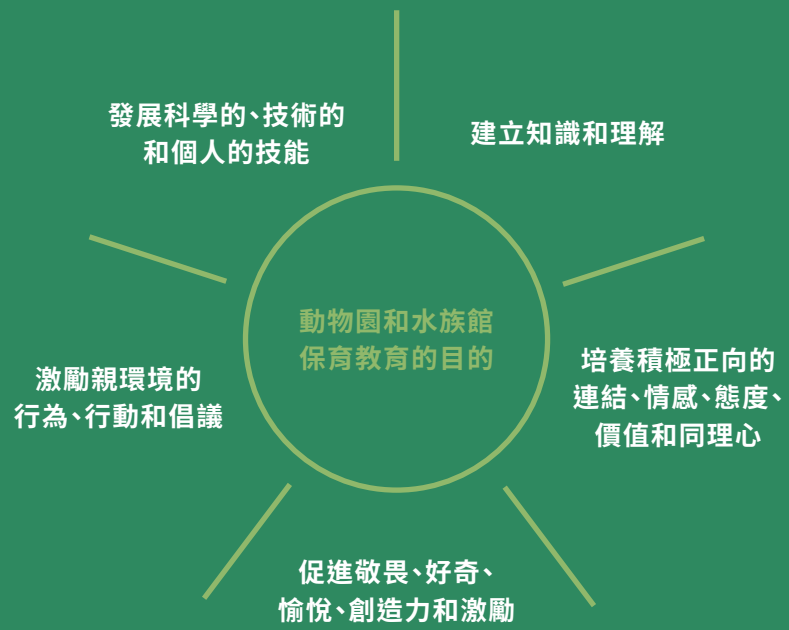 發展科學的、技術的
和個人的技能
建立知識和理解
動物園和水族館
保育教育的目的
激勵親環境的
行為、行動和倡議
培養積極正向的
連結、情感、態度、
價值和同理心
促進敬畏、好奇、
愉悅、創造力和激勵